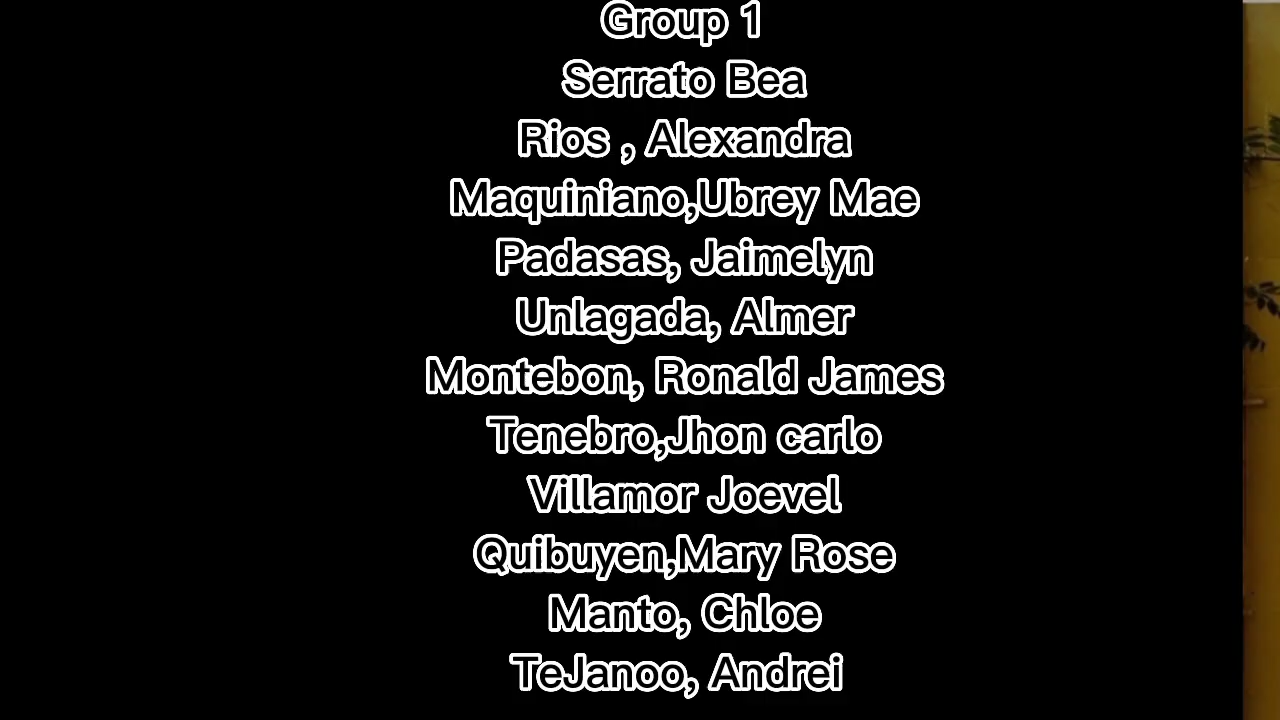 Group 1
Serrato Bea
Rios , Alexandra
Maquiniano,Ubrey Mae
Padasas, Jaimelyn
Unlagada, Almer
Montebon, Ronald James
Tenebro,Jhon carlo
Villamor Joevel
Quibuyen,Mary Rose
Manto, Chloe
TeJanoo, Andrei